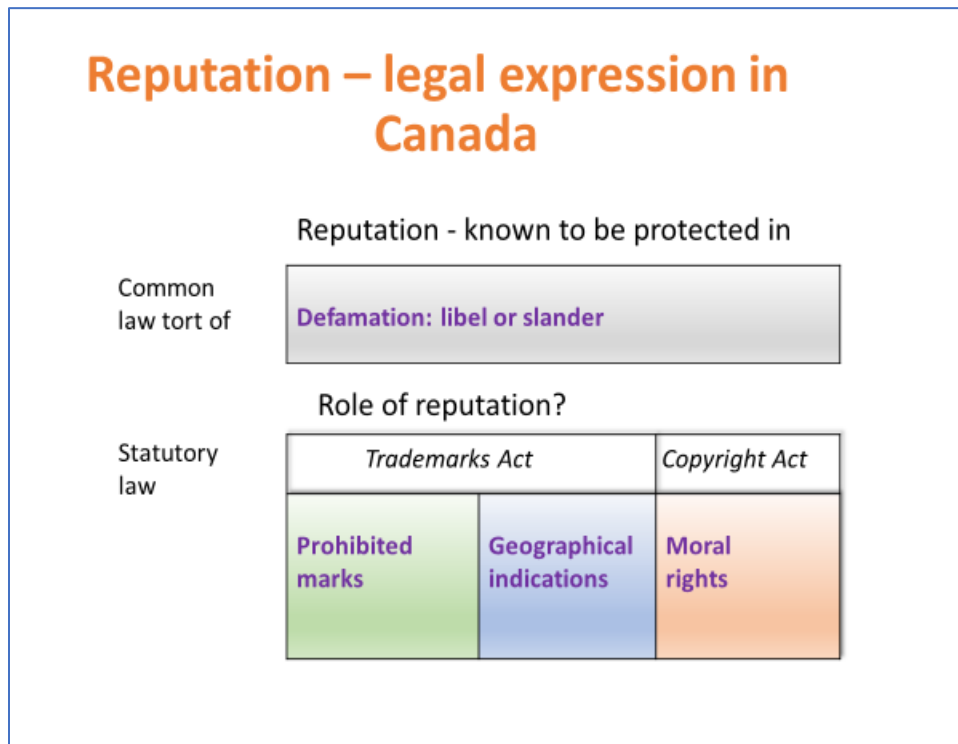 Reputation – legal expression in
Canada
Reputation - known to be protected in
Common
law tort of
Defamation: libel or slander
Role of reputation?
Statutory
law
Trademarks Act
Copyright Act
Prohibited
marks
Geographical
indications
Moral
rights